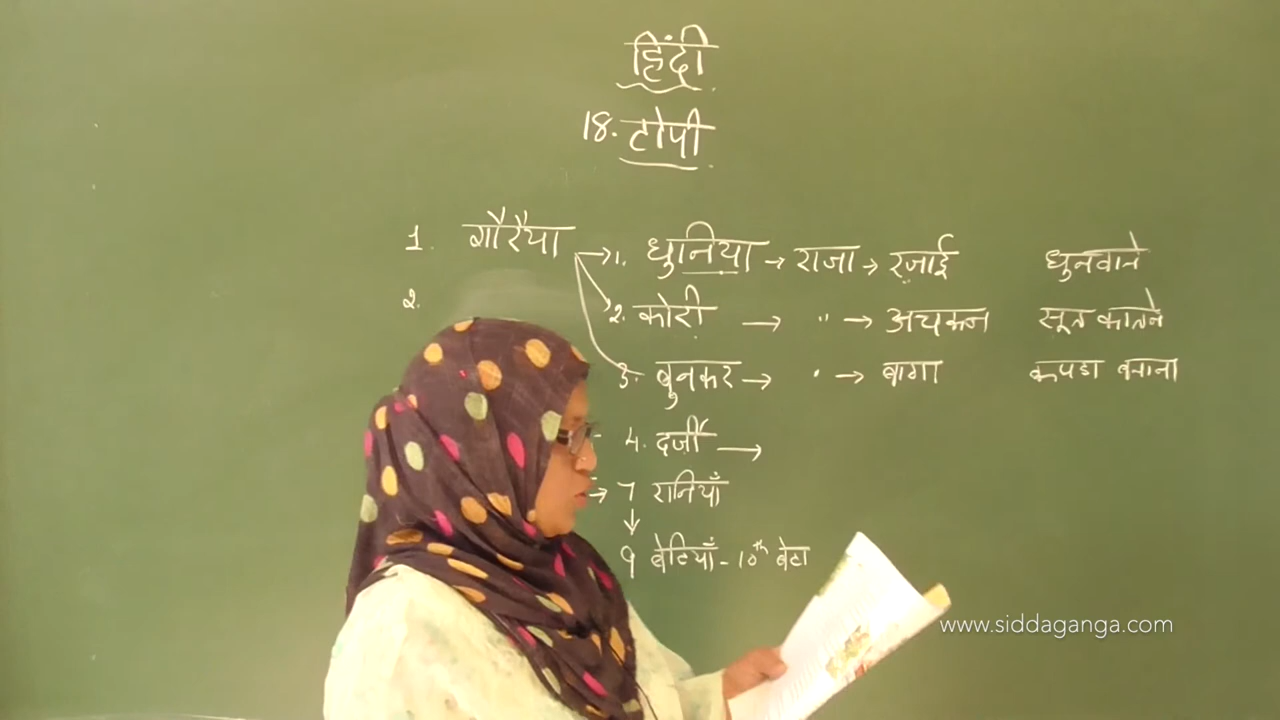 हिंदी
18. टोपी
1. गौरैया → 1. धुनिया → राजा → रजाई धुनवाने
2. → 2. कोरी → " → अचकन सूत कातने
3. बुनकर → " → बागा कपडा बनाना
4. दर्जी →
→ 7 रानियाँ
↓
9 बेटियाँ - 10th बेटा
www.siddaganga.com